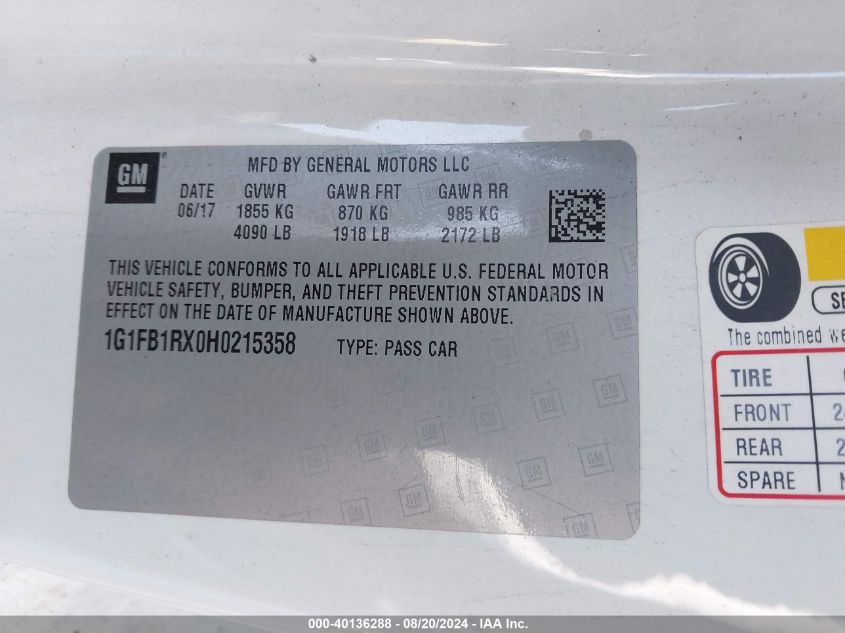 GM
MFD BY GENERAL MOTORS LLC
DATE GVWR GAWR FRT GAWR RR
06/17 1855 KG 870 KG 985 KG
4090 LB 1918 LB 2172 LB
THIS VEHICLE CONFORMS TO ALL APPLICABLE U.S. FEDERAL MOTOR
VEHICLE SAFETY, BUMPER, AND THEFT PREVENTION STANDARDS IN
EFFECT ON THE DATE OF MANUFACTURE SHOWN ABOVE.
1G1FB1RX0H0215358 TYPE: PASS CAR
The combined
TIRE
FRONT
REAR
SPARE
000-40136288 - 08/20/2024 - IAA Inc.